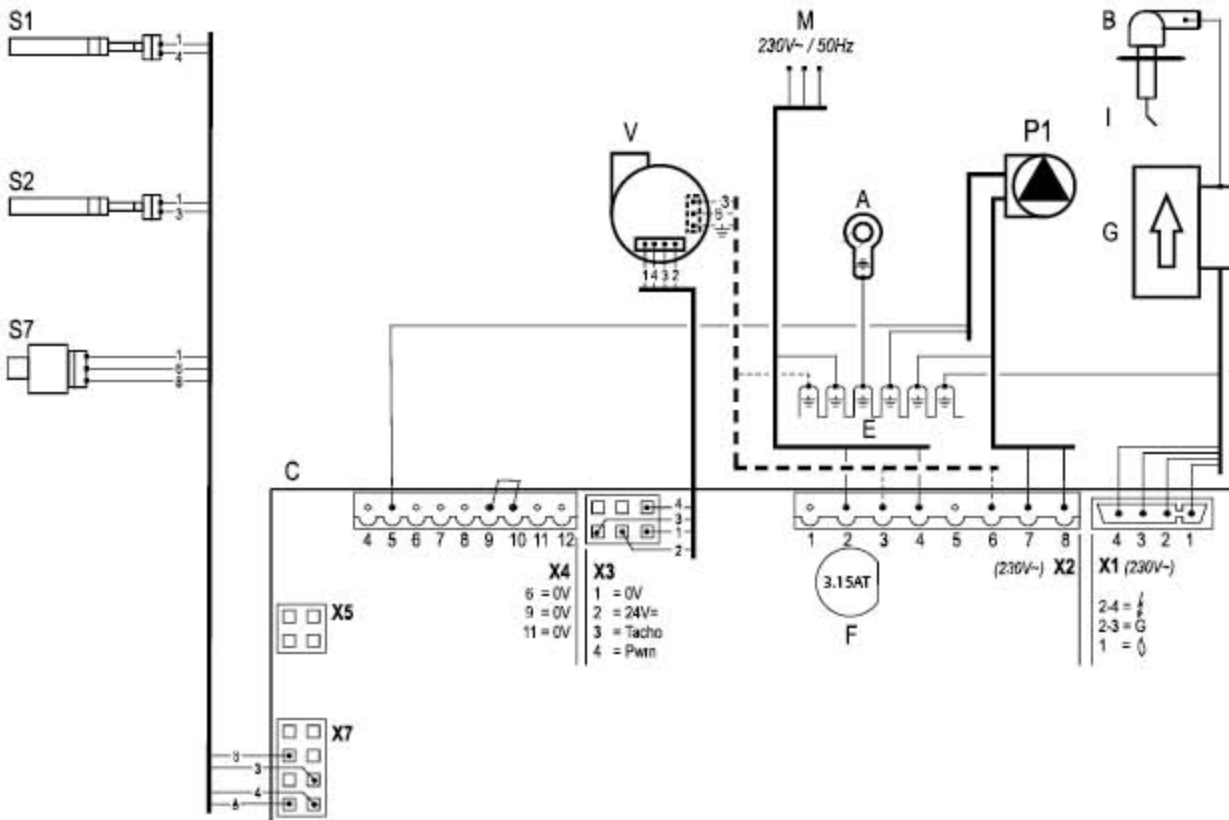 S1
1
4
S2
1
3
S7
1
6
8
M
230V~ / 50Hz
V
3
6
1 4 3 2
A
P1
B
I
G
E
C
4 5 6 7 8 9 10 11 12
4
3
1
2
1 2 3 4 5 6 7 8
4 3 2 1
X4
6 = 0V
9 = 0V
11 = 0V
X3
1 = 0V
2 = 24V=
3 = Tacho
4 = Pwm
3.15AT
F
(230V~) X2
X1 (230V~)
2-4 =
2-3 = G
1 =
X5
X7
3
4